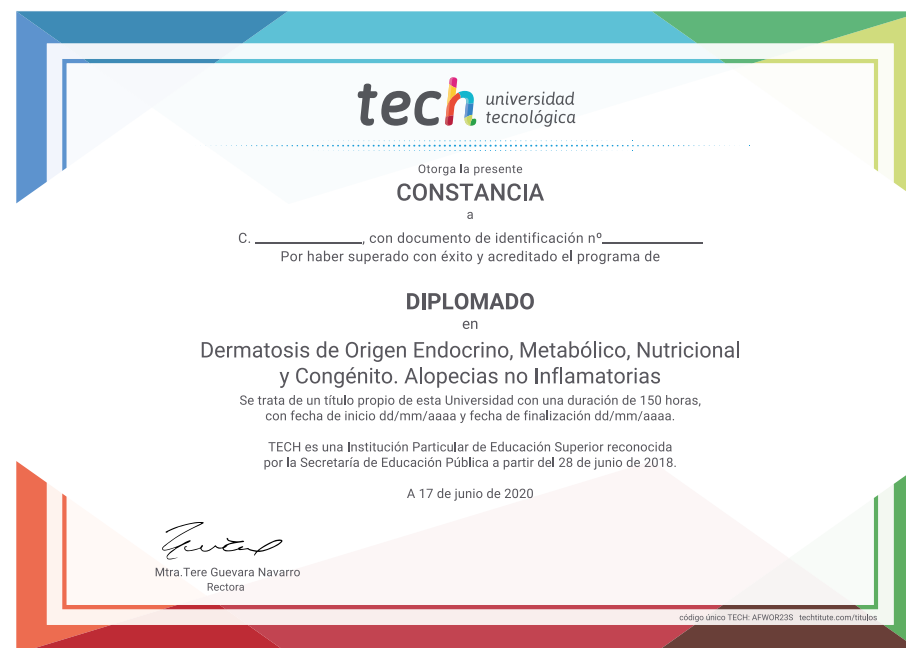 tech universidad
tecnológica
Otorga la presente
CONSTANCIA
a
C. ____________, con documento de identificación nº____________
Por haber superado con éxito y acreditado el programa de
DIPLOMADO
en
Dermatosis de Origen Endocrino, Metabólico, Nutricional
y Congénito. Alopecias no Inflamatorias
Se trata de un título propio de esta Universidad con una duración de 150 horas,
con fecha de inicio dd/mm/aaaa y fecha de finalización dd/mm/aaaa.
TECH es una Institución Particular de Educación Superior reconocida
por la Secretaría de Educación Pública a partir del 28 de junio de 2018.
A 17 de junio de 2020
Mtra.Tere Guevara Navarro
Rectora
código único TECH: AFWOR23S techtitute.com/titulos